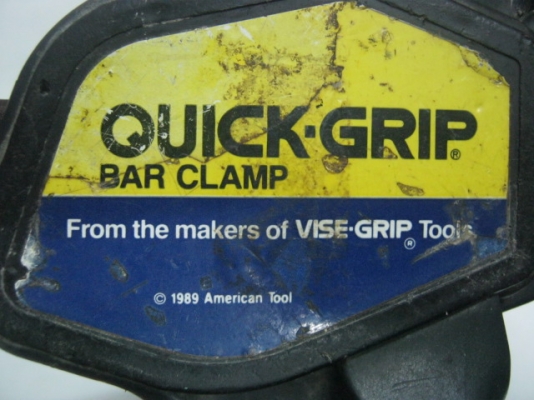 QUICK·GRIP®
BAR CLAMP
From the makers of VISE·GRIP® Tools
© 1989 American Tool